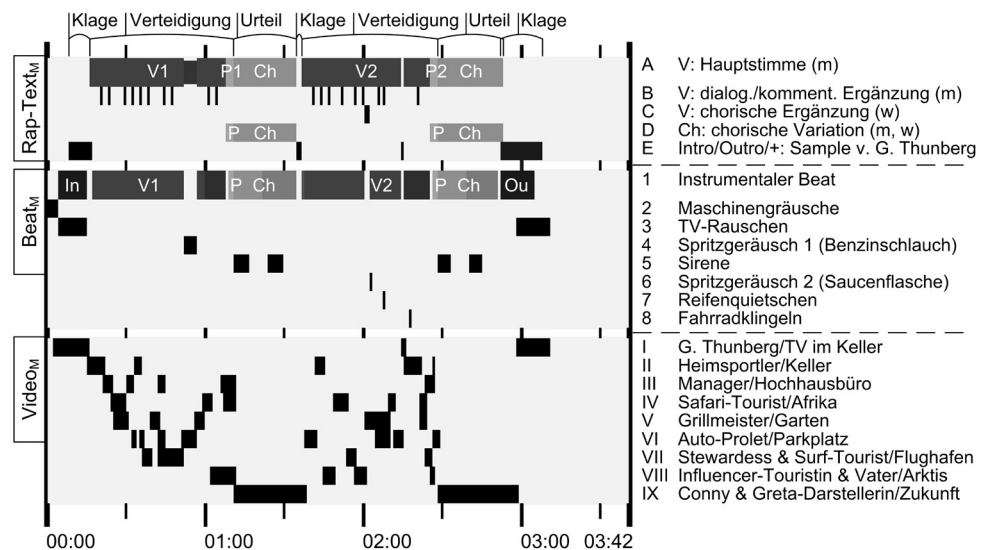 Klage Verteidigung Urteil Klage Verteidigung Urteil Klage
Rap-Text M
V1 P1 Ch V2 P2 Ch
P Ch P Ch
A V: Hauptstimme (m)
B V: dialog./komment. Ergänzung (m)
C V: chorische Ergänzung (w)
D Ch: chorische Variation (m, w)
E Intro/Outro/+: Sample v. G. Thunberg
Beat M
In V1 P Ch V2 P Ch Ou
1 Instrumentaler Beat
2 Maschinengräusche
3 TV-Rauschen
4 Spritzgeräusch 1 (Benzinschlauch)
5 Sirene
6 Spritzgeräusch 2 (Saucenflasche)
7 Reifenquietschen
8 Fahrradklingeln
Video M
I G. Thunberg/TV im Keller
II Heimsportler/Keller
III Manager/Hochhausbüro
IV Safari-Tourist/Afrika
V Grillmeister/Garten
VI Auto-Prolet/Parkplatz
VII Stewardess & Surf-Tourist/Flughafen
VIII Influencer-Touristin & Vater/Arktis
IX Conny & Greta-Darstellerin/Zukunft
00:00 01:00 02:00 03:00 03:42